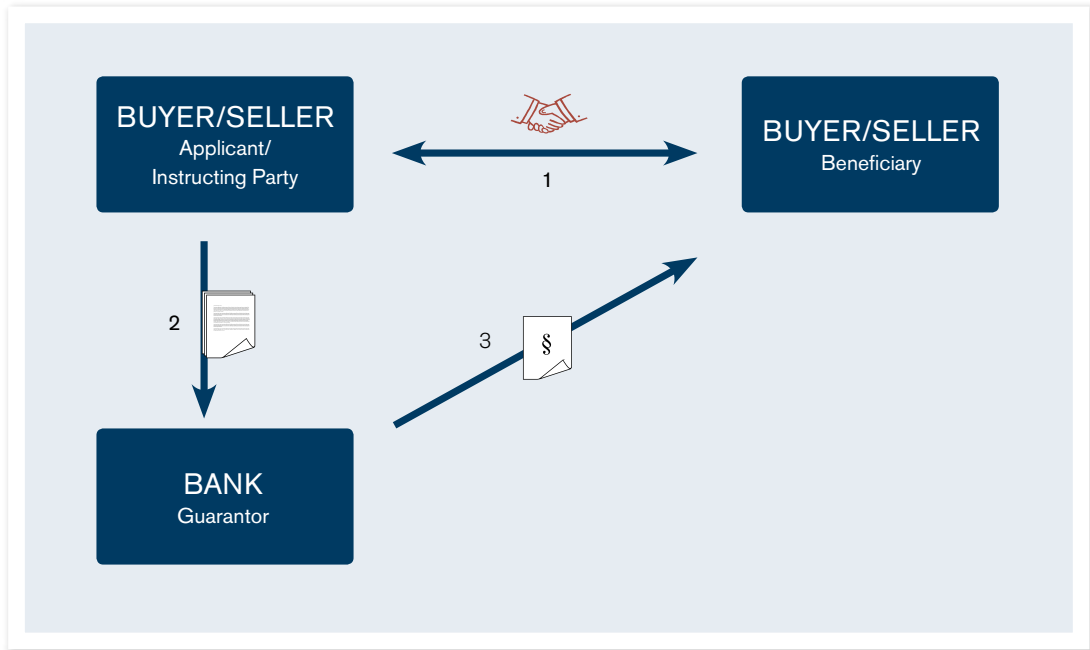 BUYER/SELLER
Applicant/
Instructing Party
1
BUYER/SELLER
Beneficiary
2
3
§
BANK
Guarantor